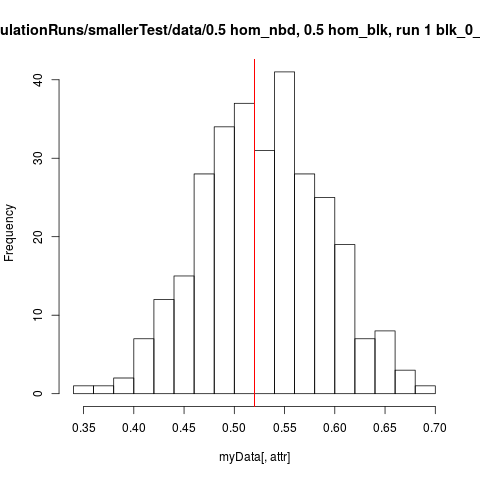 ulationRuns/smallerTest/data/0.5 hom_nbd, 0.5 hom_blk, run 1 blk_0_
40
30
20
10
0
Frequency
0.35 0.40 0.45 0.50 0.55 0.60 0.65 0.70
myData[, attr]